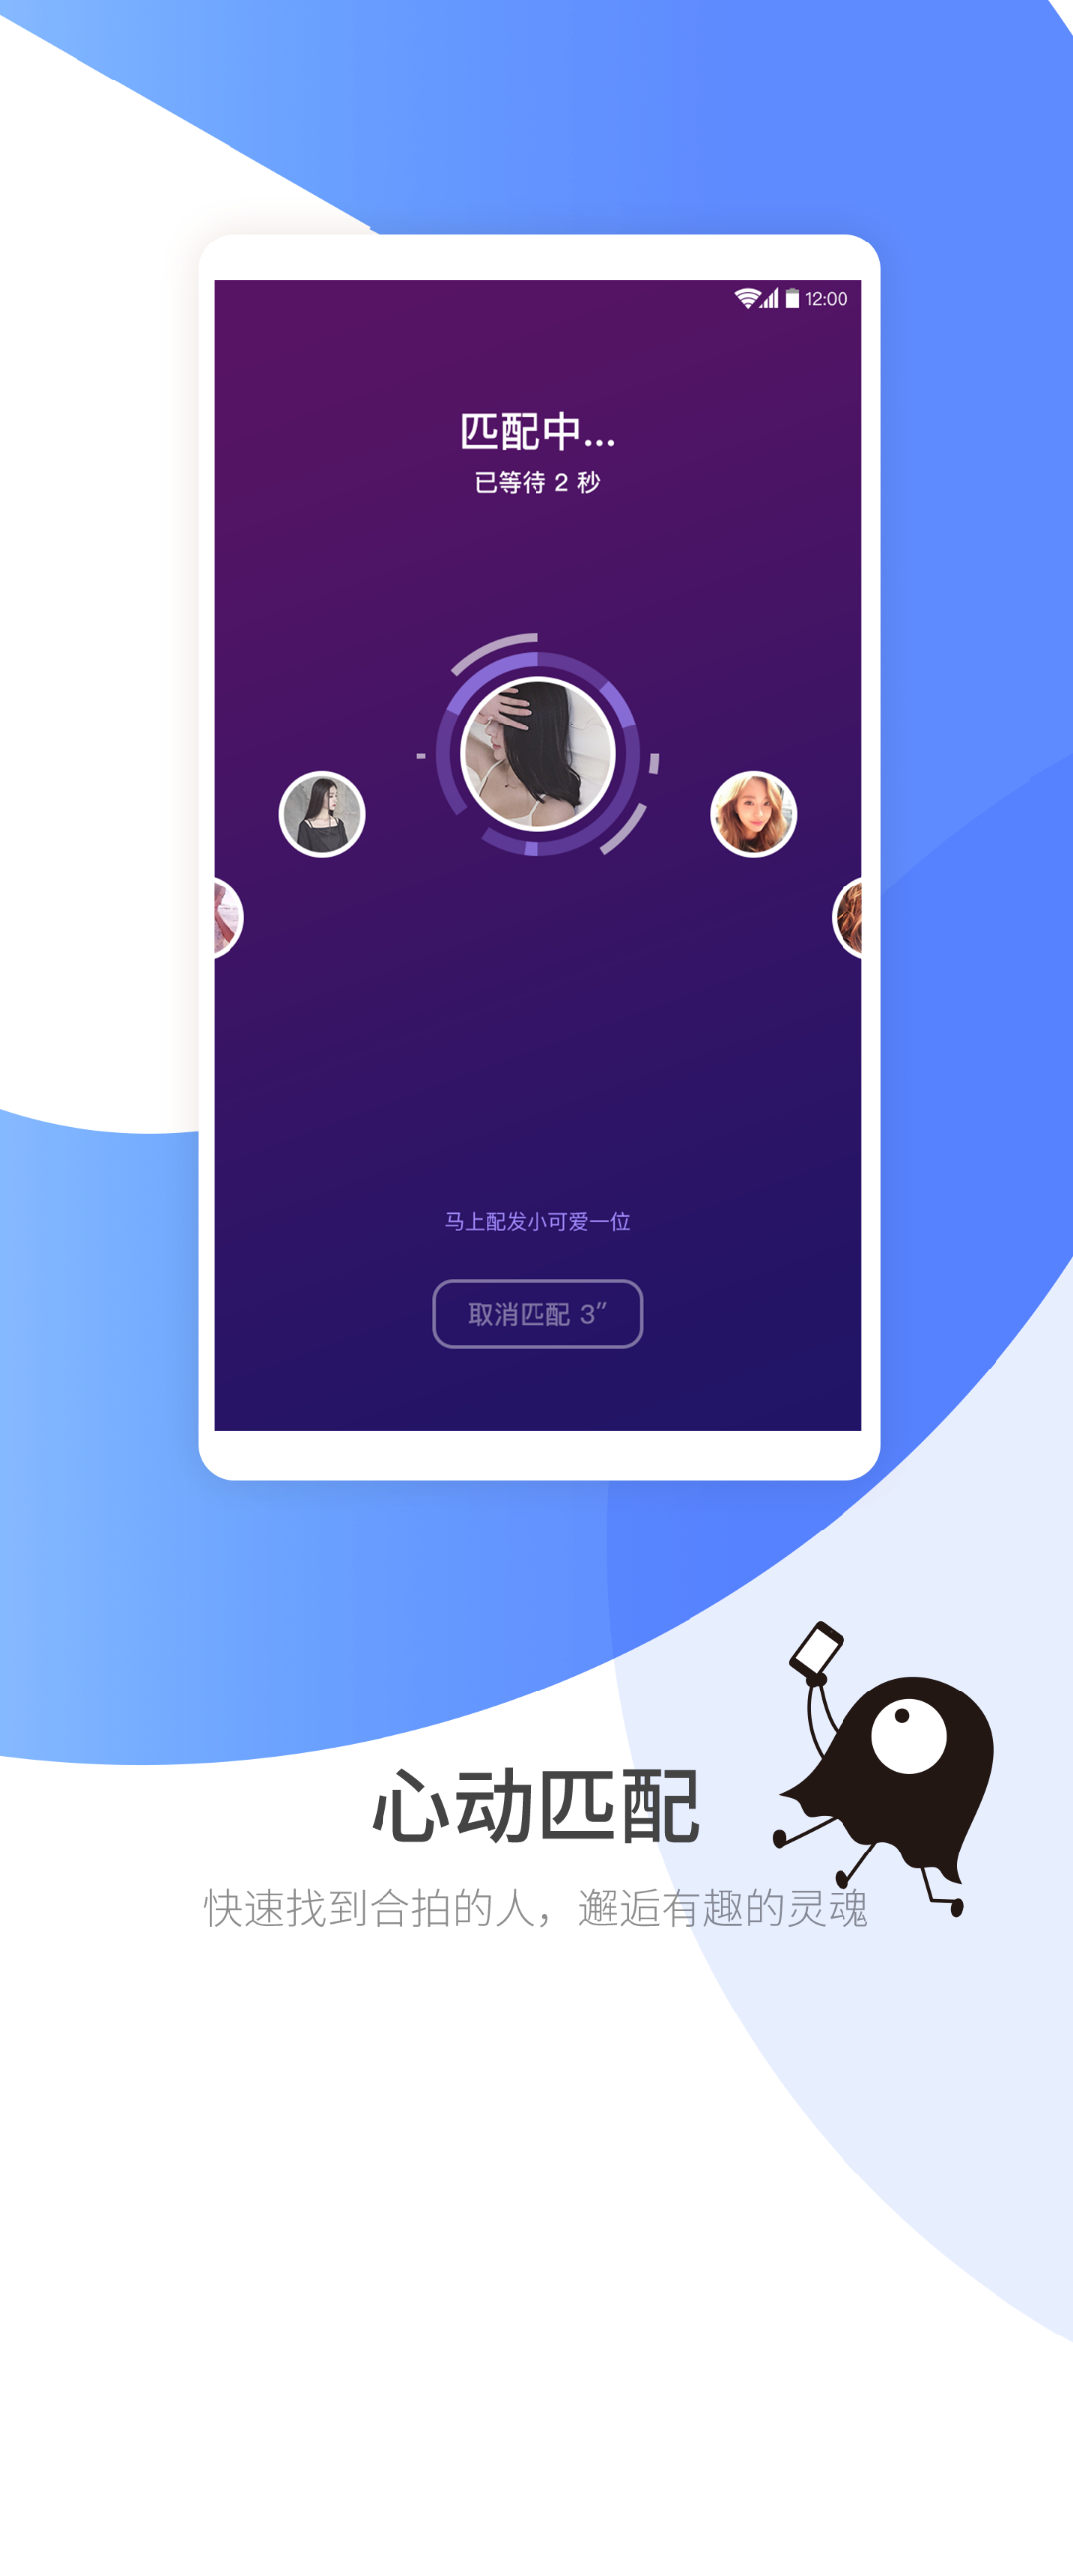 12:00
匹配中...
已等待 2 秒
马上配发小可爱一位
取消匹配 3″
心动匹配
快速找到合拍的人，邂逅有趣的灵魂